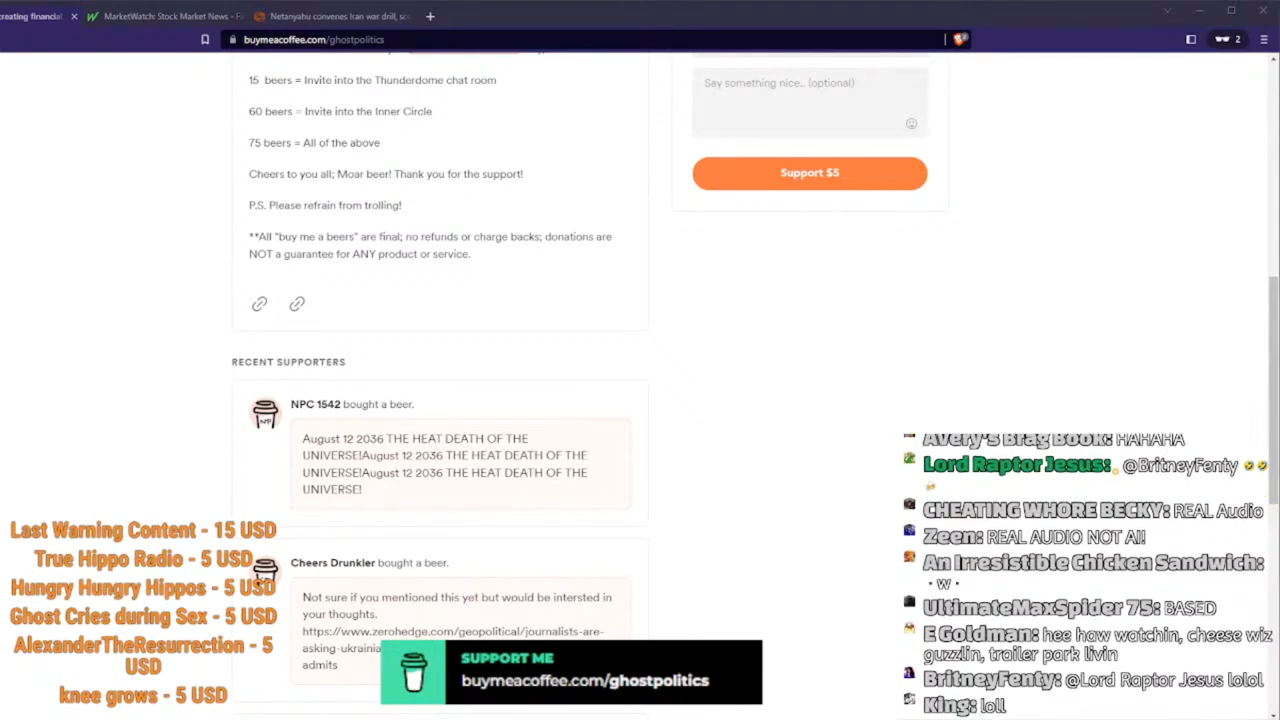 creating financial
MarketWatch: Stock Market News - Fi
Netanyahu convenes Iran war drill, sc
buymeacoffee.com/ghostpolitics
2
15 beers = Invite into the Thunderdome chat room
60 beers = Invite into the Inner Circle
75 beers = All of the above
Cheers to you all; Moar beer! Thank you for the support!
P.S. Please refrain from trolling!
**All "buy me a beers" are final; no refunds or charge backs; donations are
NOT a guarantee for ANY product or service.
Say something nice.. (optional)
Support $5
RECENT SUPPORTERS
NPC 1542 bought a beer.
August 12 2036 THE HEAT DEATH OF THE
UNIVERSE!August 12 2036 THE HEAT DEATH OF THE
UNIVERSE!August 12 2036 THE HEAT DEATH OF THE
UNIVERSE!
Cheers Drunkler bought a beer.
Not sure if you mentioned this yet but would be intersted in
your thoughts.
https://www.zerohedge.com/geopolitical/journalists-are-
asking-ukrainia
admits
Last Warning Content - 15 USD
True Hippo Radio - 5 USD
Hungry Hungry Hippos - 5 USD
Ghost Cries during Sex - 5 USD
AlexanderTheResurrection - 5
USD
knee grows - 5 USD
SUPPORT ME
buymeacoffee.com/ghostpolitics
Avery's Brag Book: HAHAHA
Lord Raptor Jesus: @BritneyFenty
CHEATING WHORE BECKY: REAL Audio
Zeen: REAL AUDIO NOT AI!
An Irresistible Chicken Sandwich:
· w ·
UltimateMaxSpider 75: BASED
E Goldman: hee haw watchin, cheese wiz
guzzlin, trailer park livin
BritneyFenty: @Lord Raptor Jesus lolol
King: loll